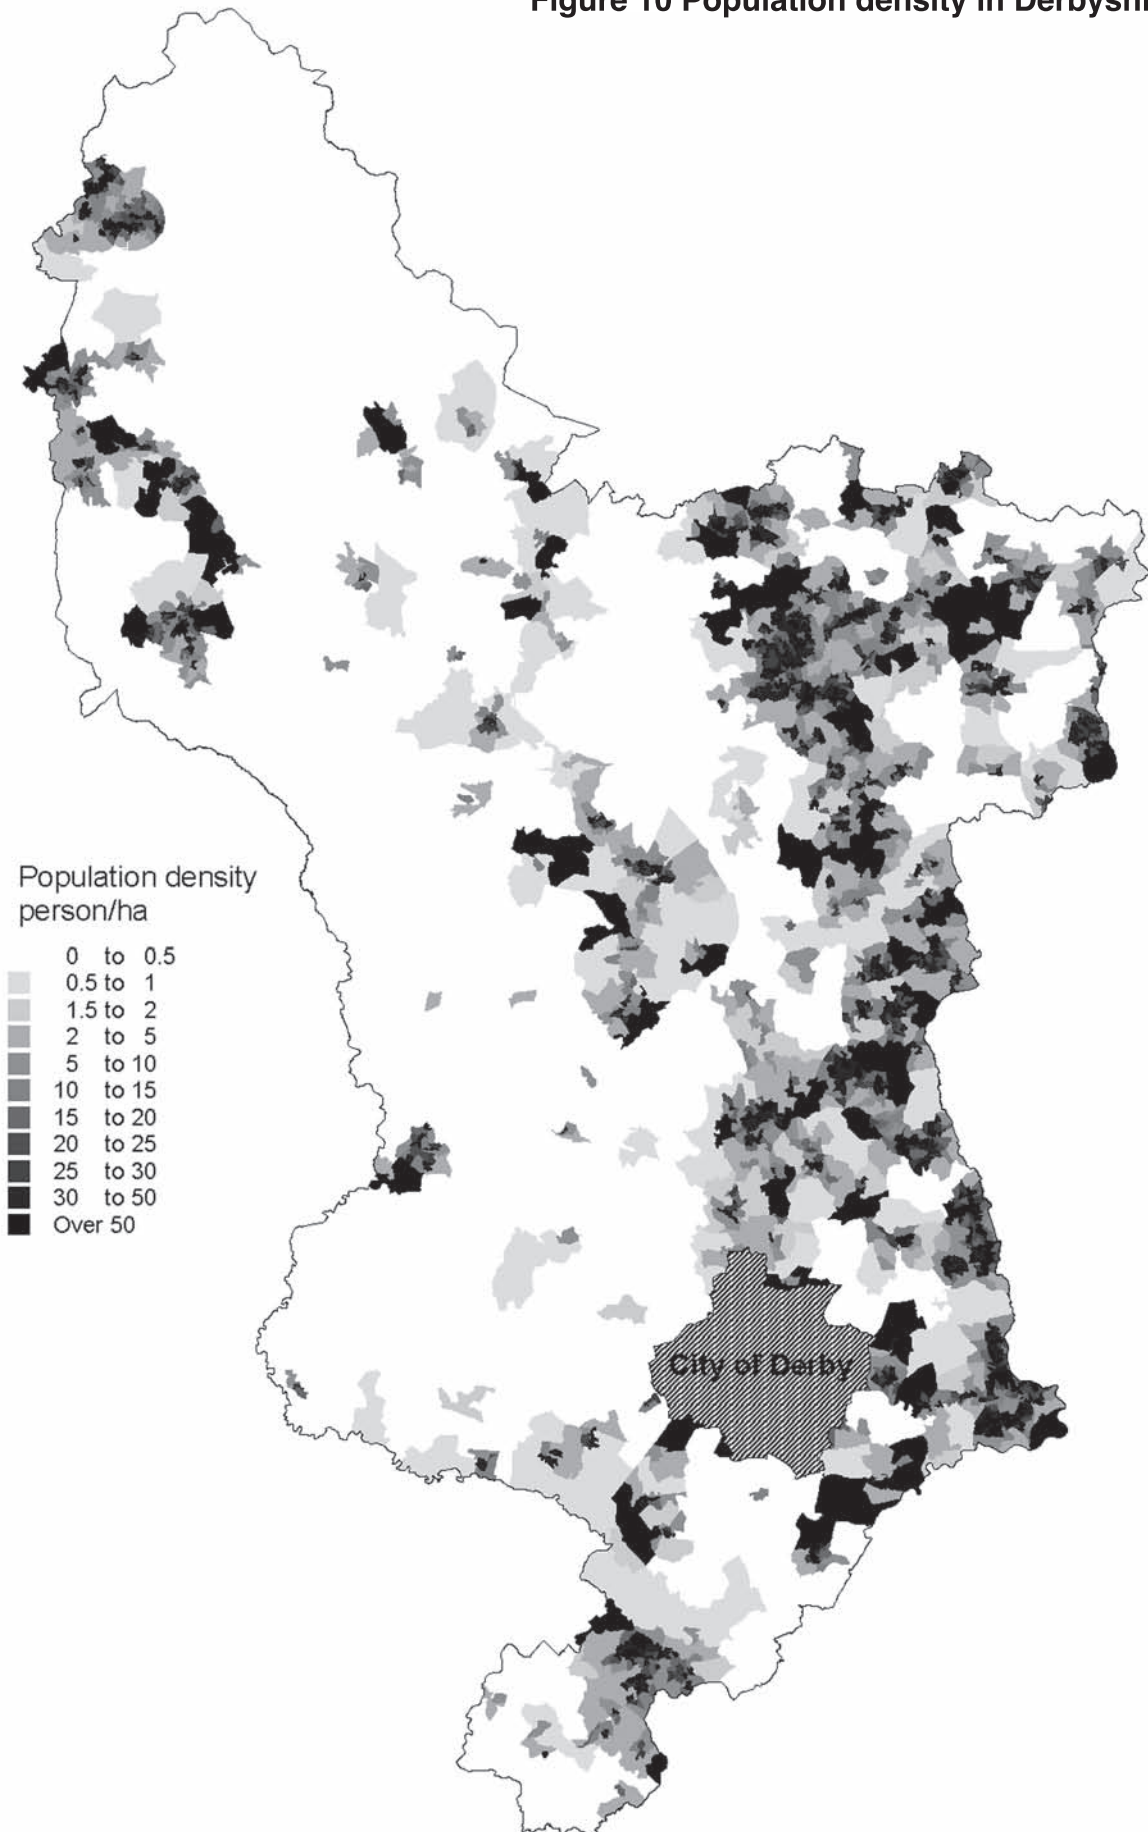 Figure 10 Population density in Derbyshi
Population density
person/ha
0 to 0.5
0.5 to 1
1.5 to 2
2 to 5
5 to 10
10 to 15
15 to 20
20 to 25
25 to 30
30 to 50
Over 50
City of Derby